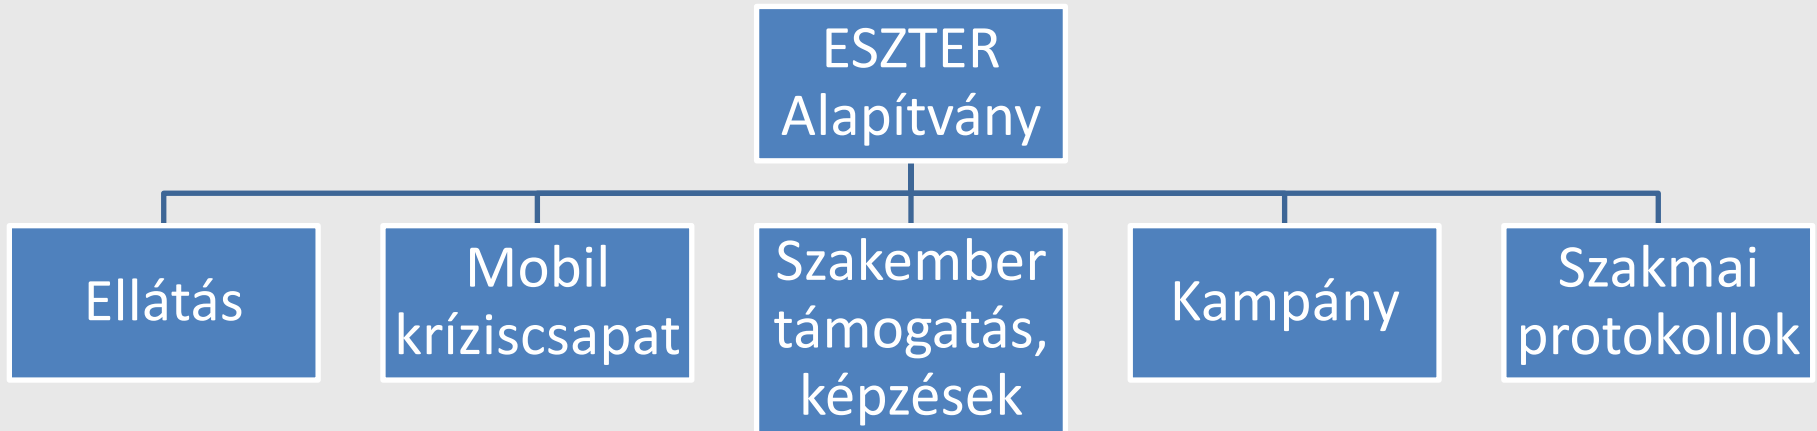 ESZTER
Alapítvány
Ellátás
Mobil
kríziscsapat
Szakember
támogatás,
képzések
Kampány
Szakmai
protokollok